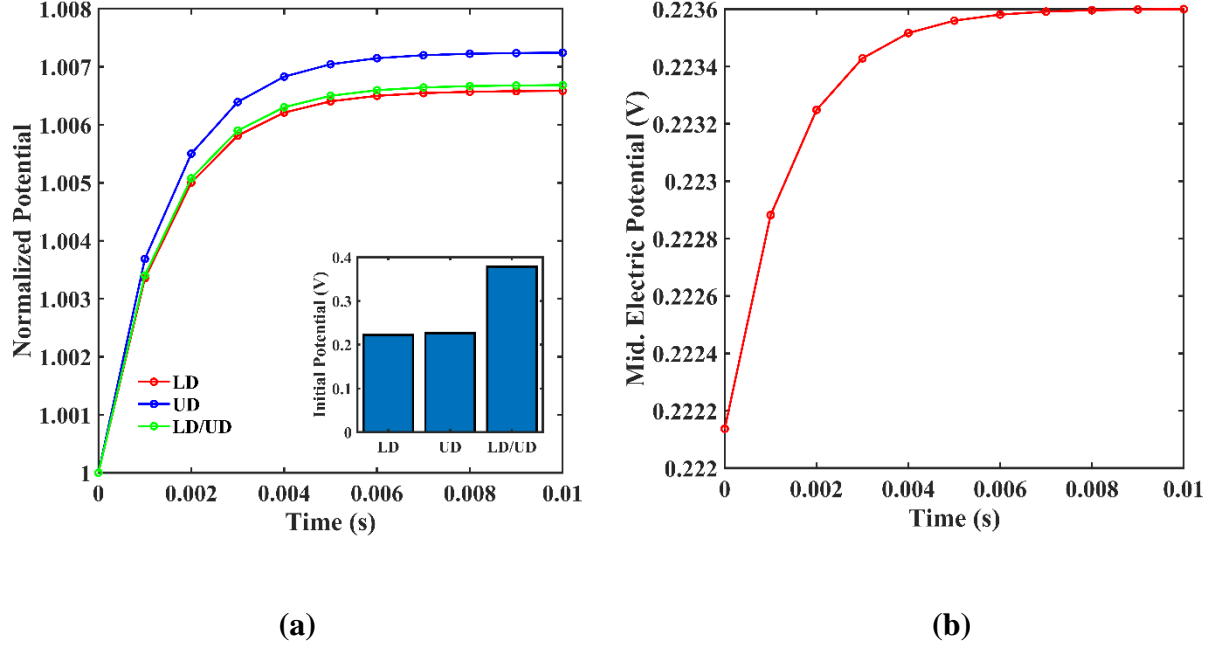 1.008
1.007
1.006
1.005
1.004
1.003
1.002
1.001
1
Normalized Potential
0
0.002
0.004
0.006
0.008
0.01
Time (s)
LD
UD
LD/UD
0.4
0.3
0.2
0.1
0
Initial Potential (V)
LD
UD
LD/UD
(a)
0.2236
0.2234
0.2232
0.223
0.2228
0.2226
0.2224
0.2222
0.222
Mid. Electric Potential (V)
0
0.002
0.004
0.006
0.008
0.01
Time (s)
(b)